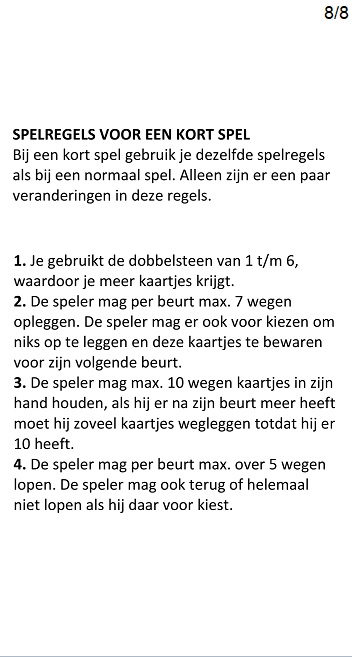 8/8
SPELREGELS VOOR EEN KORT SPEL
Bij een kort spel gebruik je dezelfde spelregels
als bij een normaal spel. Alleen zijn er een paar
veranderingen in deze regels.
1. Je gebruikt de dobbelsteen van 1 t/m 6,
waardoor je meer kaartjes krijgt.
2. De speler mag per beurt max. 7 wegen
opleggen. De speler mag er ook voor kiezen om
niks op te leggen en deze kaartjes te bewaren
voor zijn volgende beurt.
3. De speler mag max. 10 wegen kaartjes in zijn
hand houden, als hij er na zijn beurt meer heeft
moet hij zoveel kaartjes wegleggen totdat hij er
10 heeft.
4. De speler mag per beurt max. over 5 wegen
lopen. De speler mag ook terug of helemaal
niet lopen als hij daar voor kiest.